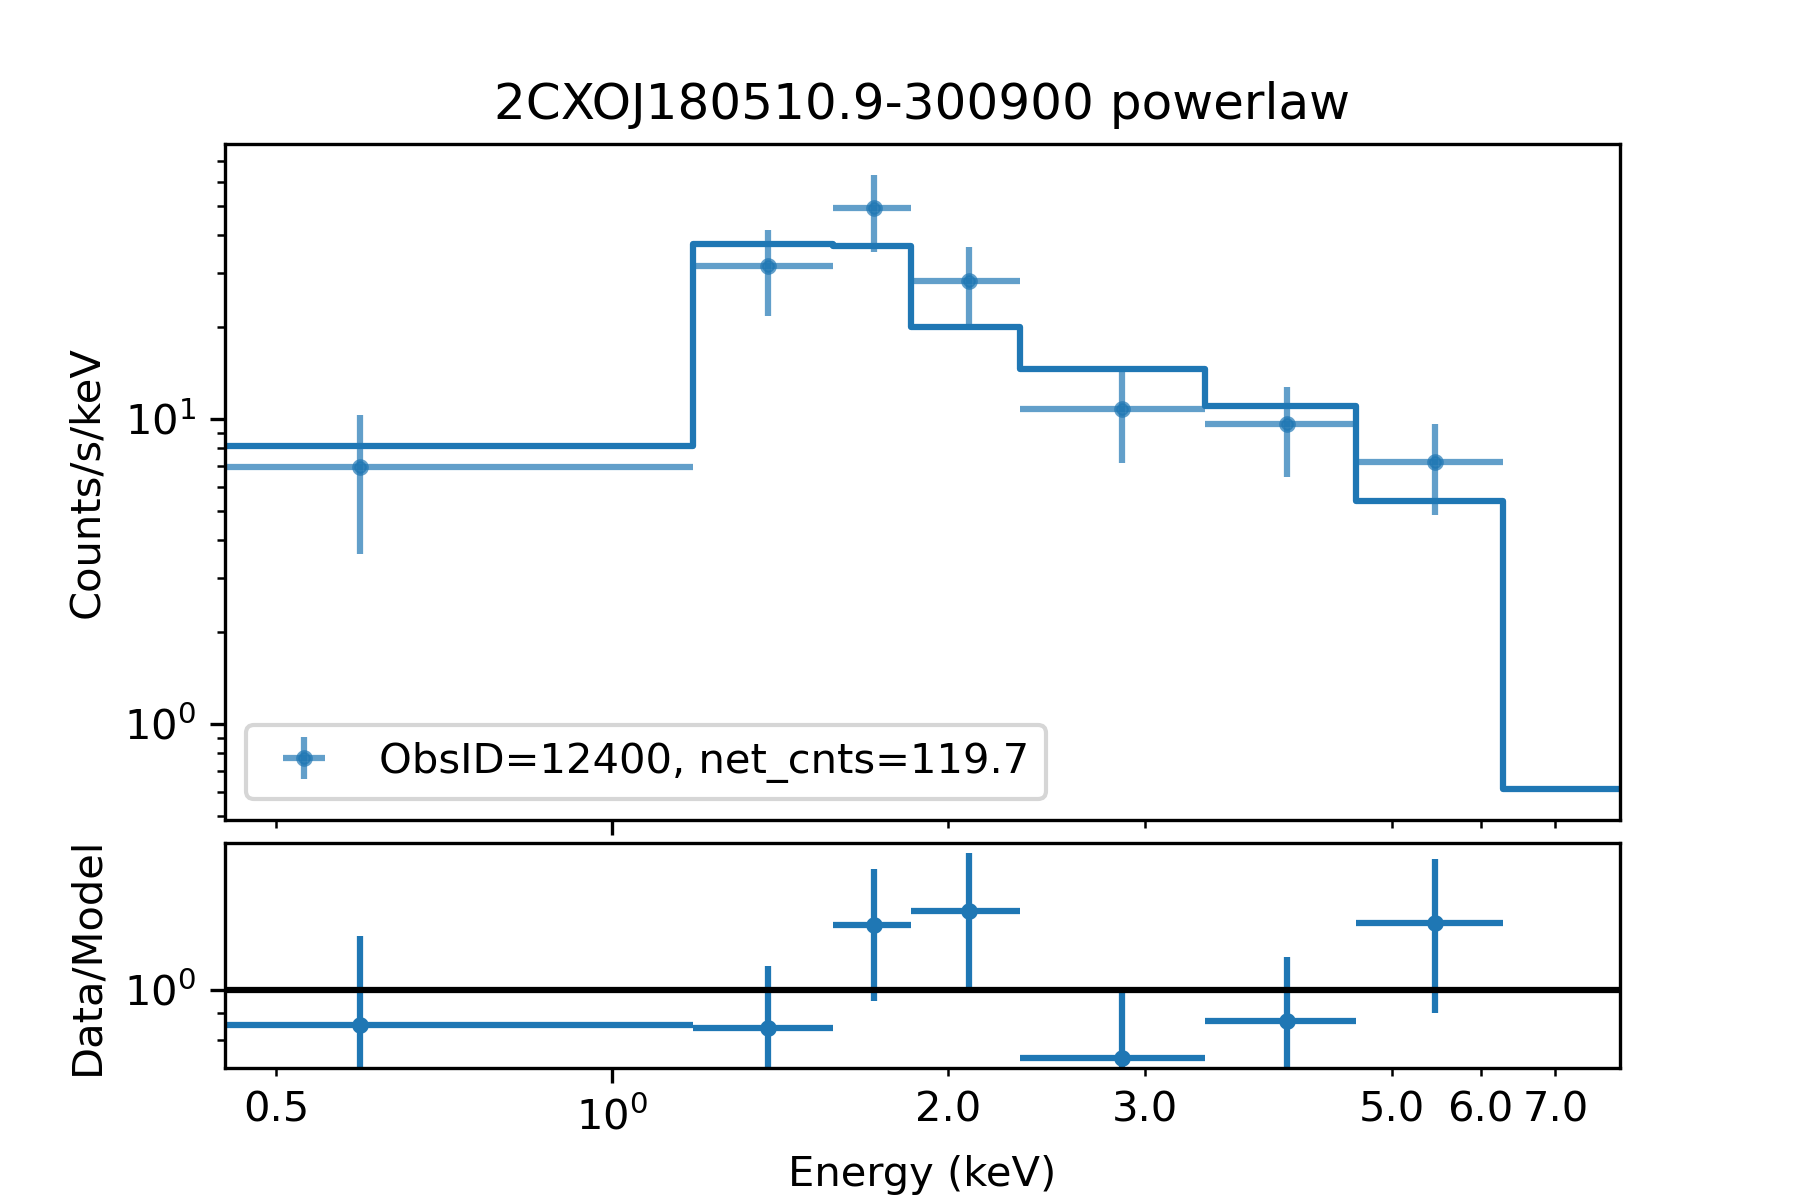 2CXOJ180510.9-300900 powerlaw
Counts/s/keV
10¹
10⁰
ObsID=12400, net_cnts=119.7
Data/Model
10⁰
0.5 10⁰ 2.0 3.0 5.0 6.0 7.0
Energy (keV)